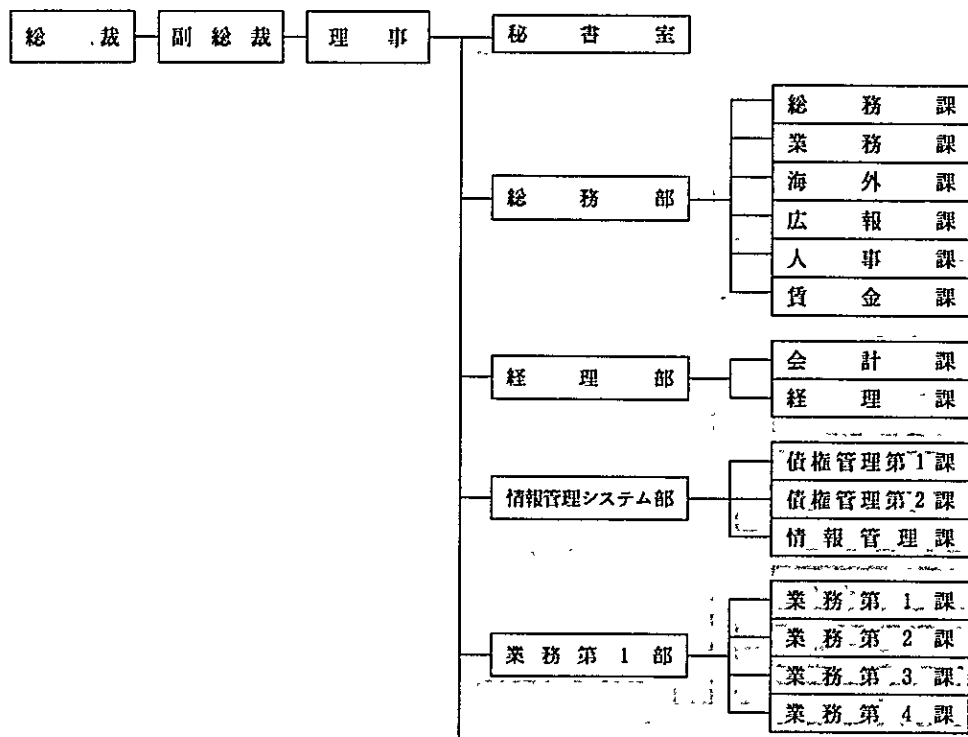 総裁
副総裁
理事
秘書室
総務部
総務課
業務課
海外課
広報課
人事課
賃金課
経理部
会計課
経理課
情報管理システム部
債権管理第1課
債権管理第2課
情報管理課
業務第1部
業務第1課
業務第2課
業務第3課
業務第4課